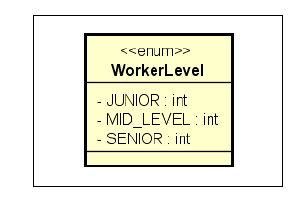 <<enum>>
WorkerLevel
- JUNIOR : int
- MID_LEVEL : int
- SENIOR : int